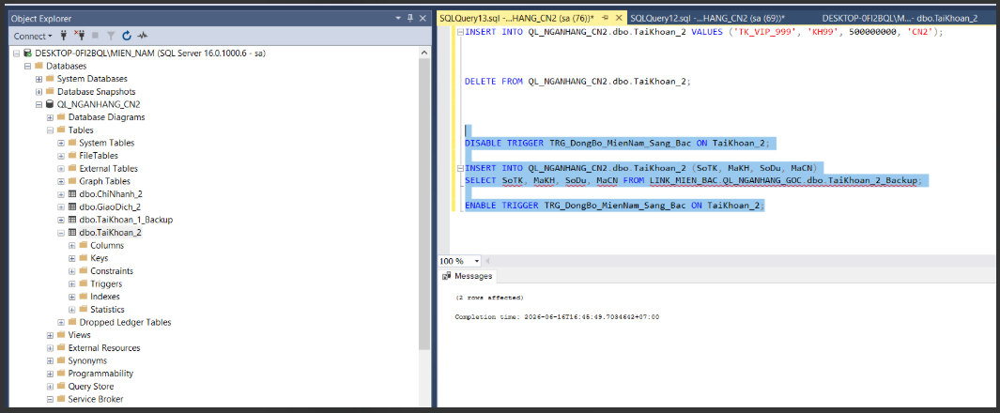 Object Explorer
Connect
DESKTOP-0FI2BQL\MIEN_NAM (SQL Server 16.0.1000.6 - sa)
Databases
System Databases
Database Snapshots
QL_NGANHANG_CN2
Database Diagrams
Tables
System Tables
FileTables
External Tables
Graph Tables
dbo.ChiNhanh_2
dbo.GiaoDich_2
dbo.TaiKhoan_1_Backup
dbo.TaiKhoan_2
Columns
Keys
Constraints
Triggers
Indexes
Statistics
Dropped Ledger Tables
Views
External Resources
Synonyms
Programmability
Query Store
Service Broker
SQLQuery13.sql -...HANG_CN2 (sa (76))*
SQLQuery12.sql -...HANG_CN2 (sa (69))*
DESKTOP-0FI2BQL\M...- dbo.TaiKhoan_2
INSERT INTO QL_NGANHANG_CN2.dbo.TaiKhoan_2 VALUES ('TK_VIP_999', 'KH99', 500000000, 'CN2');
DELETE FROM QL_NGANHANG_CN2.dbo.TaiKhoan_2;
DISABLE TRIGGER TRG_DongBo_MienNam_Sang_Bac ON TaiKhoan_2;
INSERT INTO QL_NGANHANG_CN2.dbo.TaiKhoan_2 (SoTK, MaKH, SoDu, MaCN)
SELECT SoTK, MaKH, SoDu, MaCN FROM LINK_MIEN_BAC.QL_NGANHANG_GOC.dbo.TaiKhoan_2_Backup;
ENABLE TRIGGER TRG_DongBo_MienNam_Sang_Bac ON TaiKhoan_2;
100 %
Messages
(2 rows affected)
Completion time: 2026-06-16T16:45:49.7034642+07:00